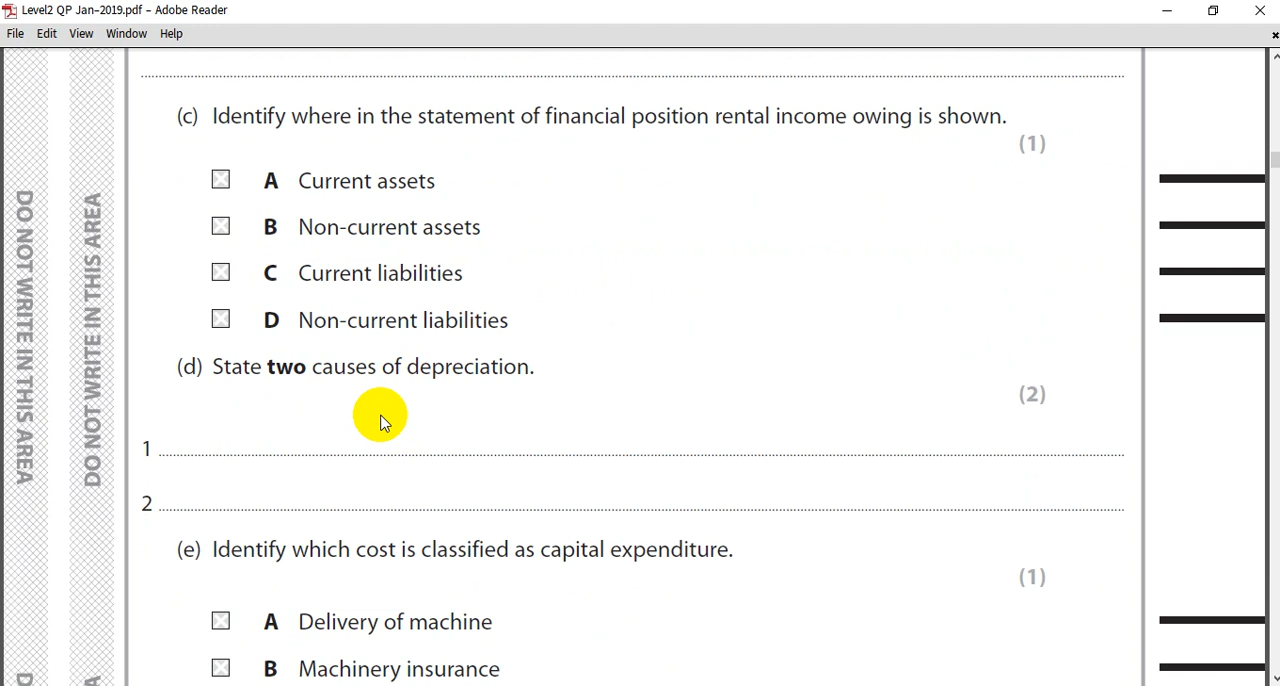 Level2 QP Jan-2019.pdf - Adobe Reader
File Edit View Window Help
(c) Identify where in the statement of financial position rental income owing is shown.
(1)
A Current assets
B Non-current assets
C Current liabilities
D Non-current liabilities
(d) State two causes of depreciation.
(2)
1
2
(e) Identify which cost is classified as capital expenditure.
(1)
A Delivery of machine
B Machinery insurance
DO NOT WRITE IN THIS AREA
DO NOT WRITE IN THIS AREA